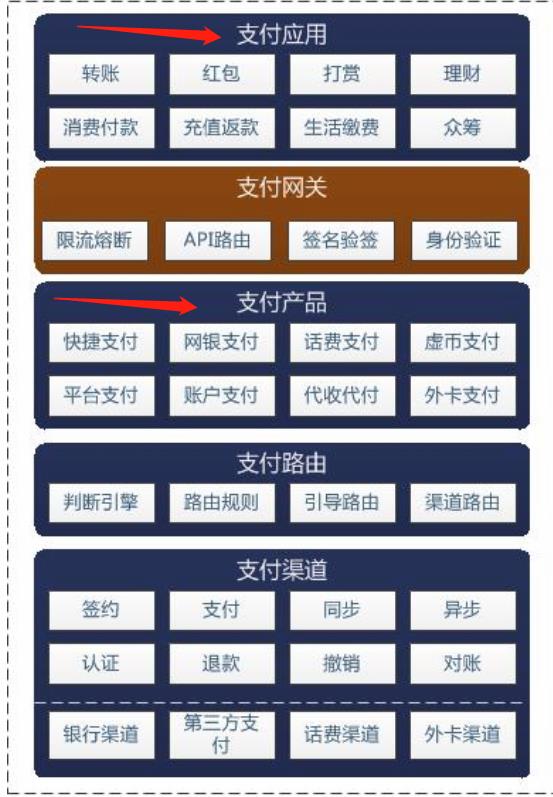 支付应用
转账 红包 打赏 理财
消费付款 充值返款 生活缴费 众筹
支付网关
限流熔断 API路由 签名验签 身份验证
支付产品
快捷支付 网银支付 话费支付 虚币支付
平台支付 账户支付 代收代付 外卡支付
支付路由
判断引擎 路由规则 引导路由 渠道路由
支付渠道
签约 支付 同步 异步
认证 退款 撤销 对账
银行渠道 第三方支付 话费渠道 外卡渠道